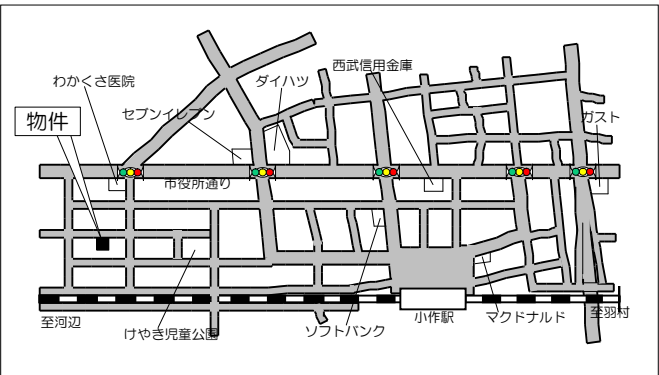 西武信用金庫
わかくさ医院
ダイハツ
セブンイレブン
物件
ガスト
市役所通り
至河辺
けやき児童公園
ソフトバンク
小作駅
マクドナルド
至羽村